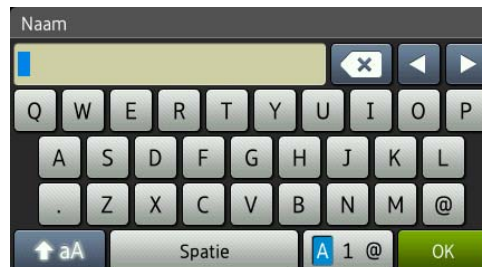 Naam
Q W E R T Y U I O P
A S D F G H J K L
. Z X C V B N M @
aA Spatie A 1 @ OK